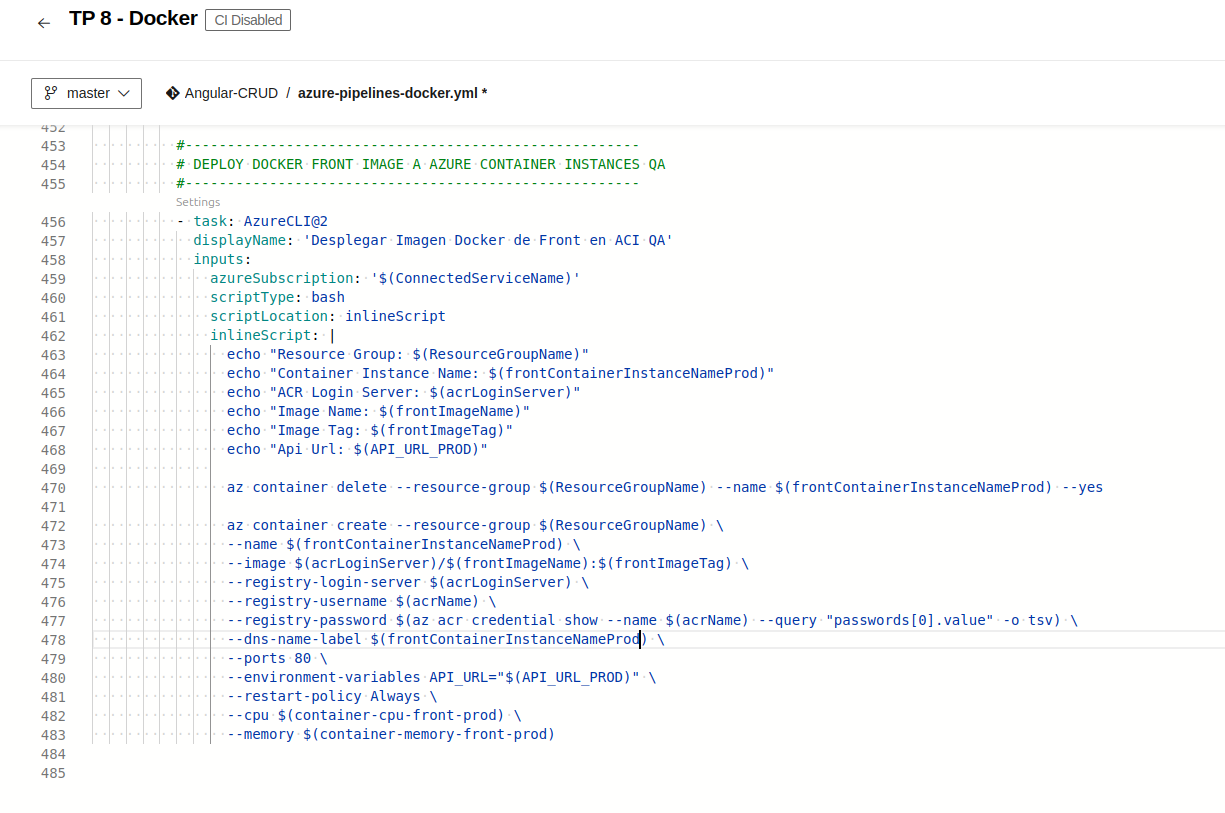 TP 8 - Docker CI Disabled
master Angular-CRUD / azure-pipelines-docker.yml *
452
453 #------------------------------------------------------
454 # DEPLOY DOCKER FRONT IMAGE A AZURE CONTAINER INSTANCES QA
455 #------------------------------------------------------
Settings
456 - task: AzureCLI@2
457 displayName: 'Desplegar Imagen Docker de Front en ACI QA'
458 inputs:
459 azureSubscription: '$(ConnectedServiceName)'
460 scriptType: bash
461 scriptLocation: inlineScript
462 inlineScript: |
463 echo "Resource Group: $(ResourceGroupName)"
464 echo "Container Instance Name: $(frontContainerInstanceNameProd)"
465 echo "ACR Login Server: $(acrLoginServer)"
466 echo "Image Name: $(frontImageName)"
467 echo "Image Tag: $(frontImageTag)"
468 echo "Api Url: $(API_URL_PROD)"
469
470 az container delete --resource-group $(ResourceGroupName) --name $(frontContainerInstanceNameProd) --yes
471
472 az container create --resource-group $(ResourceGroupName) \
473 --name $(frontContainerInstanceNameProd) \
474 --image $(acrLoginServer)/$(frontImageName):$(frontImageTag) \
475 --registry-login-server $(acrLoginServer) \
476 --registry-username $(acrName) \
477 --registry-password $(az acr credential show --name $(acrName) --query "passwords[0].value" -o tsv) \
478 --dns-name-label $(frontContainerInstanceNameProd) \
479 --ports 80 \
480 --environment-variables API_URL="$(API_URL_PROD)" \
481 --restart-policy Always \
482 --cpu $(container-cpu-front-prod) \
483 --memory $(container-memory-front-prod)
484
485